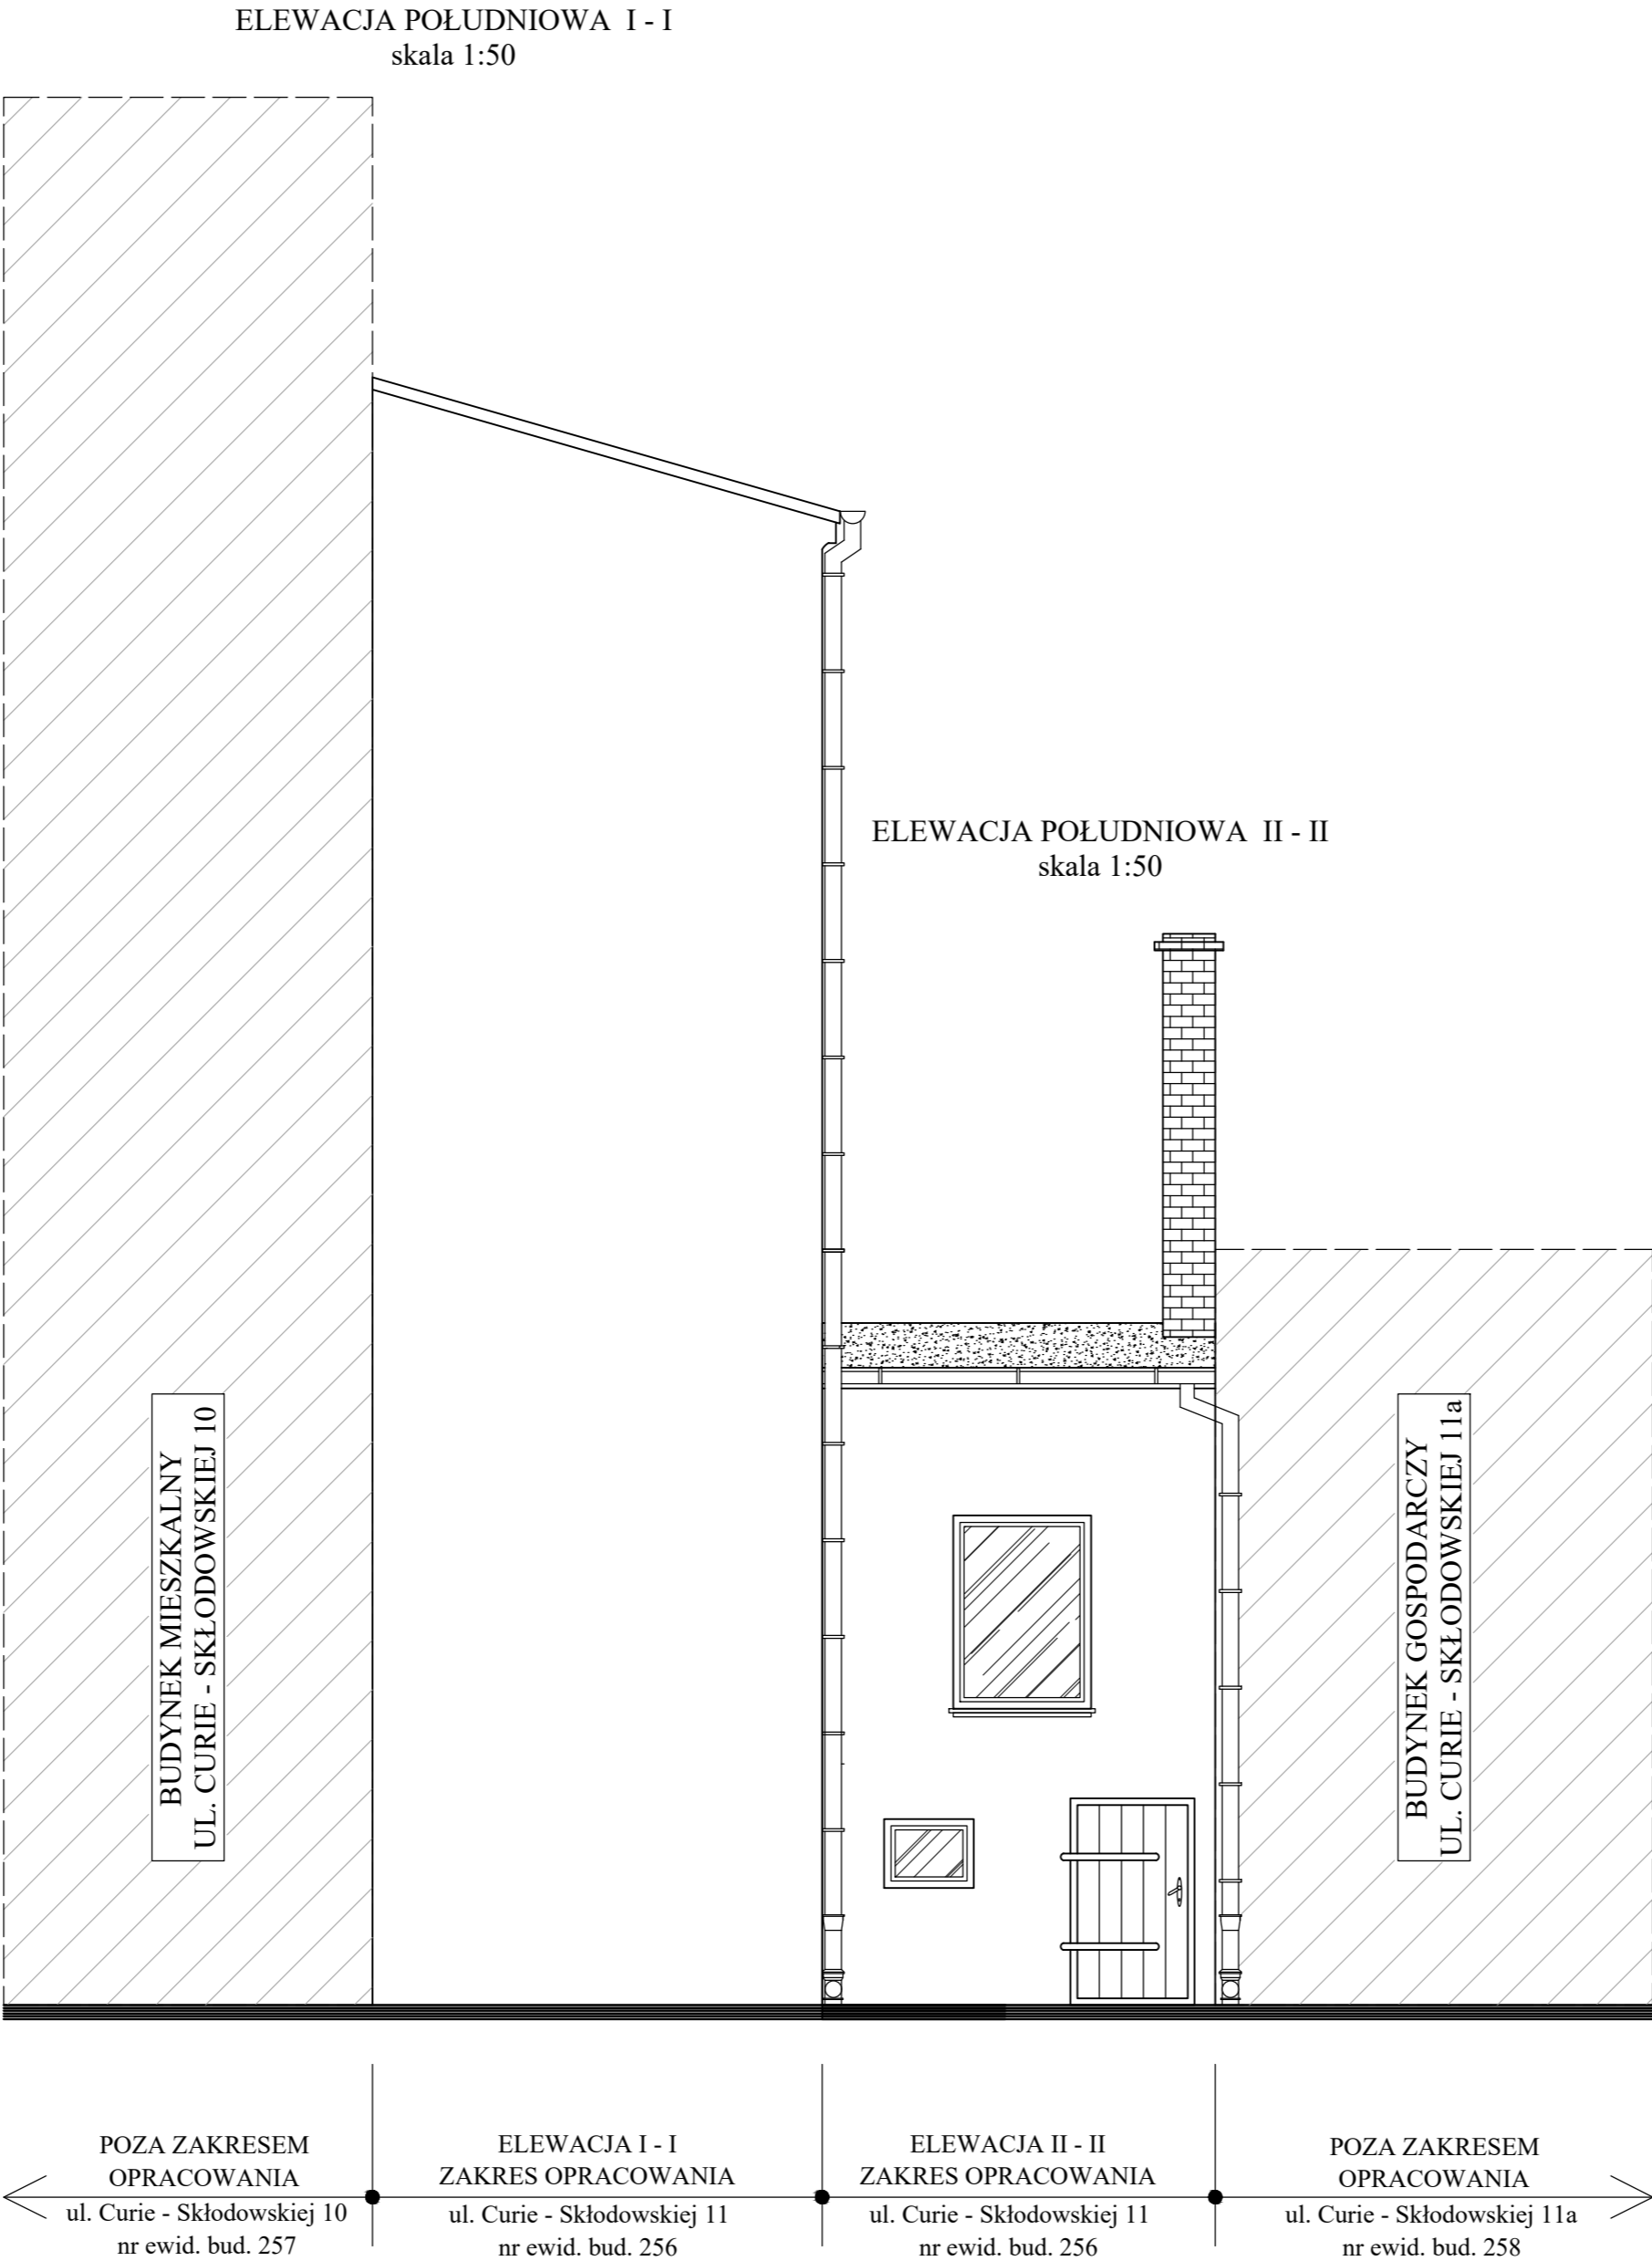 ELEWACJA POŁUDNIOWA I - I
skala 1:50
ELEWACJA POŁUDNIOWA II - II
skala 1:50
BUDYNEK MIESZKALNY
UL. CURIE - SKŁODOWSKIEJ 10
BUDYNEK GOSPODARCZY
UL. CURIE - SKŁODOWSKIEJ 11a
POZA ZAKRESEM
OPRACOWANIA
ul. Curie - Skłodowskiej 10
nr ewid. bud. 257
ELEWACJA I - I
ZAKRES OPRACOWANIA
ul. Curie - Skłodowskiej 11
nr ewid. bud. 256
ELEWACJA II - II
ZAKRES OPRACOWANIA
ul. Curie - Skłodowskiej 11
nr ewid. bud. 256
POZA ZAKRESEM
OPRACOWANIA
ul. Curie - Skłodowskiej 11a
nr ewid. bud. 258